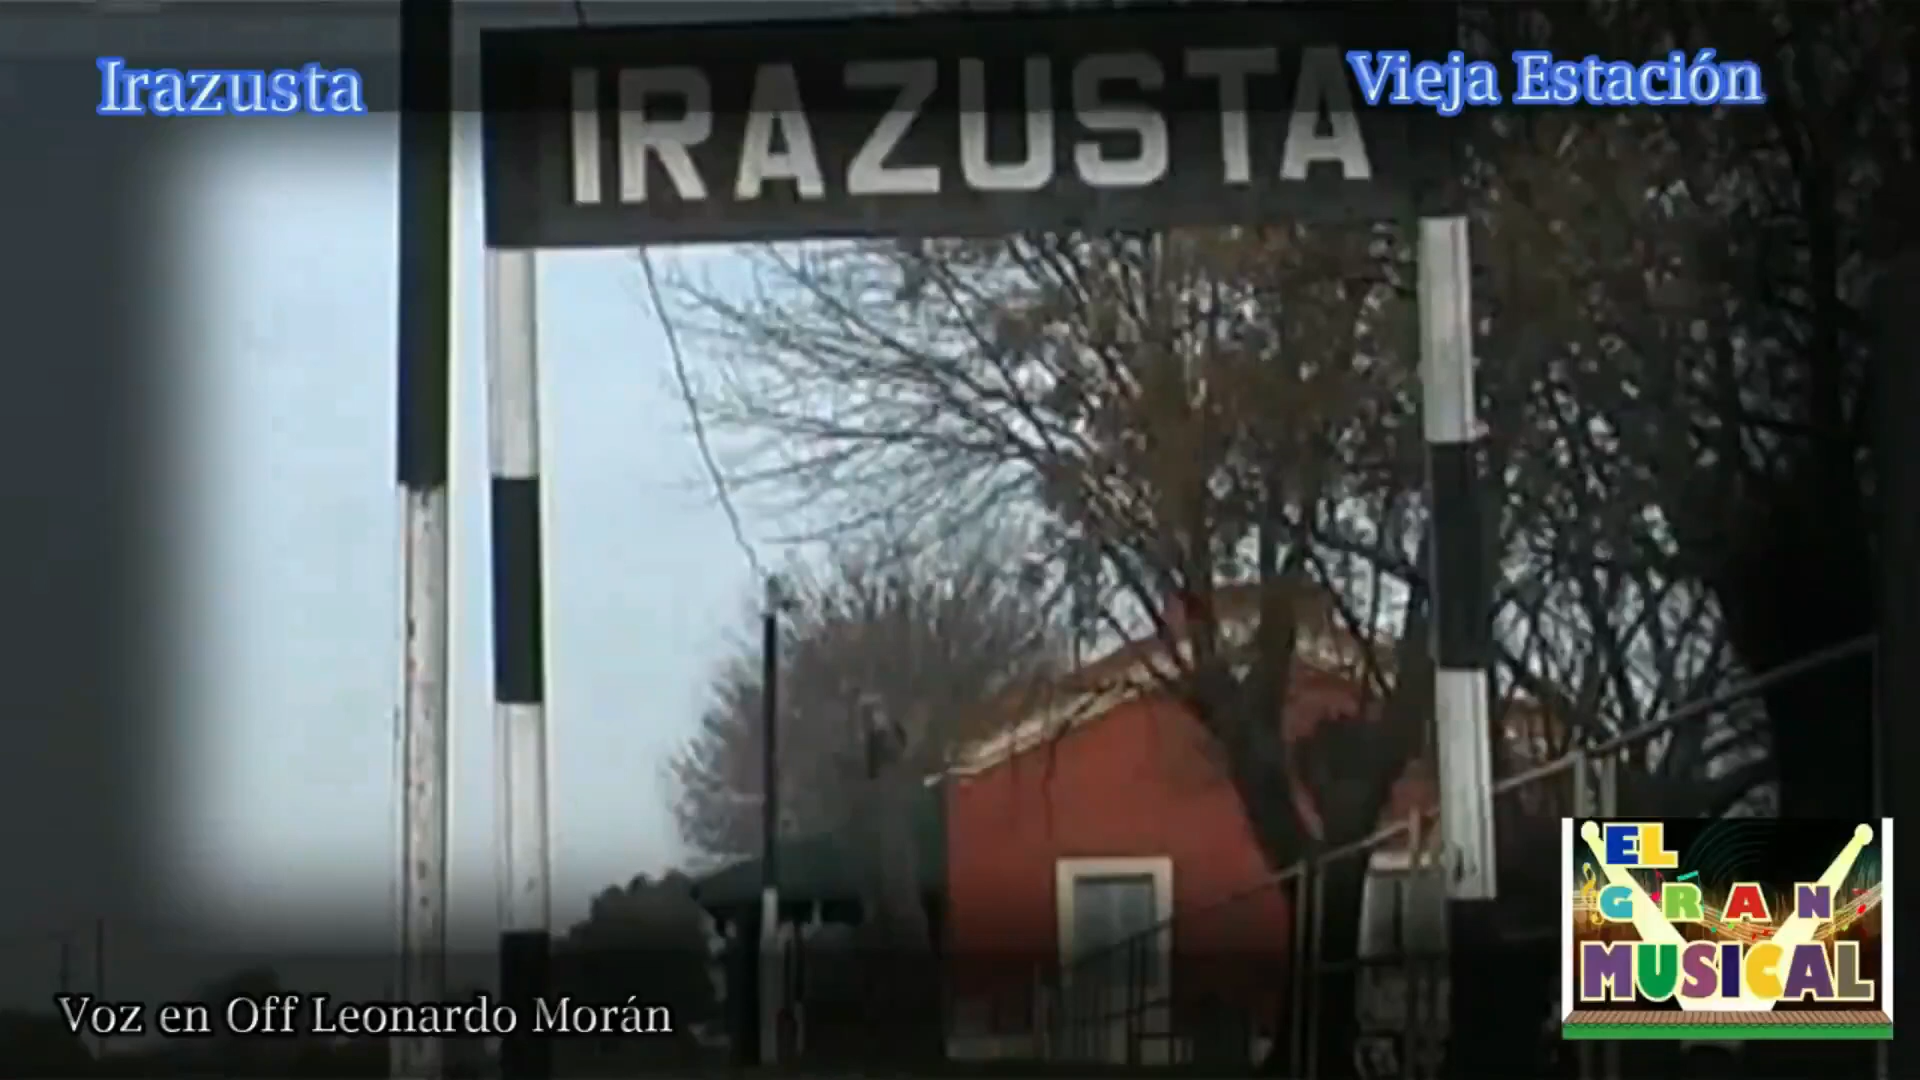 Irazusta
IRAZUSTA
Vieja Estación
Voz en Off Leonardo Morán
EL
GRAN
MUSICAL